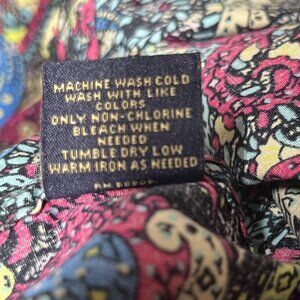 MACHINE WASH COLD
WASH WITH LIKE
COLORS
ONLY NON-CHLORINE
BLEACH WHEN
NEEDED
TUMBLE DRY LOW
WARM IRON AS NEEDED